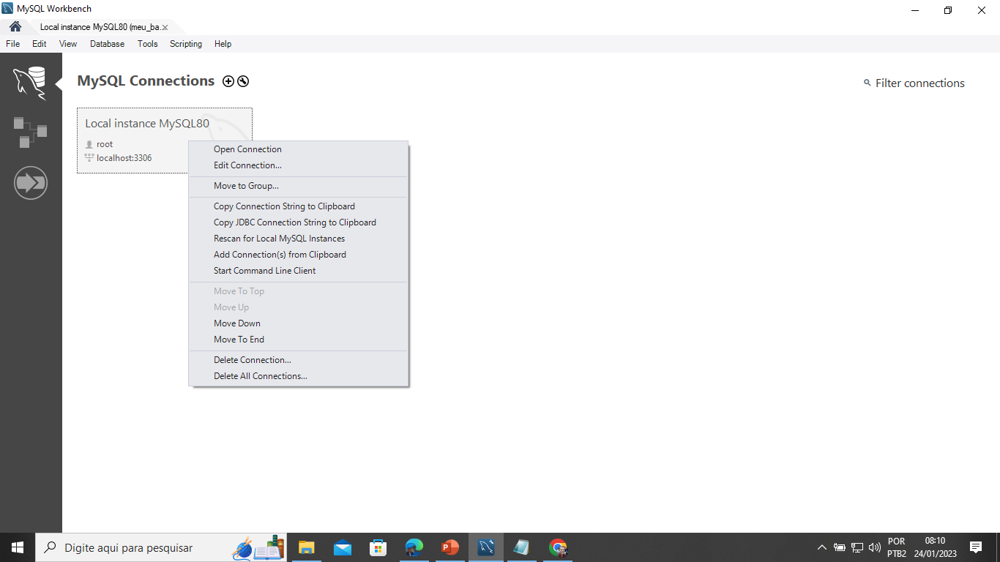 MySQL Workbench
Local instance MySQL80 (meu_ba...
File Edit View Database Tools Scripting Help
MySQL Connections
Filter connections
Local instance MySQL80
root
localhost:3306
Open Connection
Edit Connection...
Move to Group...
Copy Connection String to Clipboard
Copy JDBC Connection String to Clipboard
Rescan for Local MySQL Instances
Add Connection(s) from Clipboard
Start Command Line Client
Move To Top
Move Up
Move Down
Move To End
Delete Connection...
Delete All Connections...
Digite aqui para pesquisar
POR
PTB2
08:10
24/01/2023